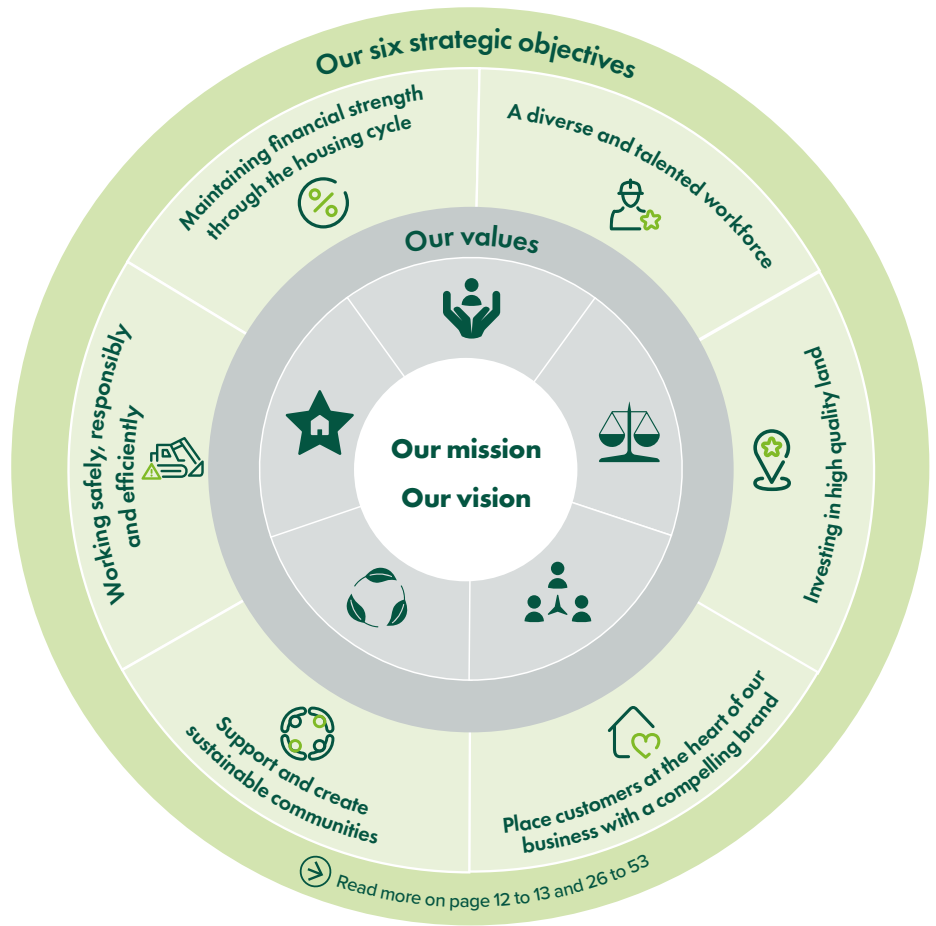 Our six strategic objectives
Maintaining financial strength
through the housing cycle
A diverse and talented workforce
Our values
Working safely, responsibly
and efficiently
Investing in high quality land
Our mission
Our vision
Support and create
sustainable communities
Place customers at the heart of our
business with a compelling brand
Read more on page 12 to 13 and 26 to 53